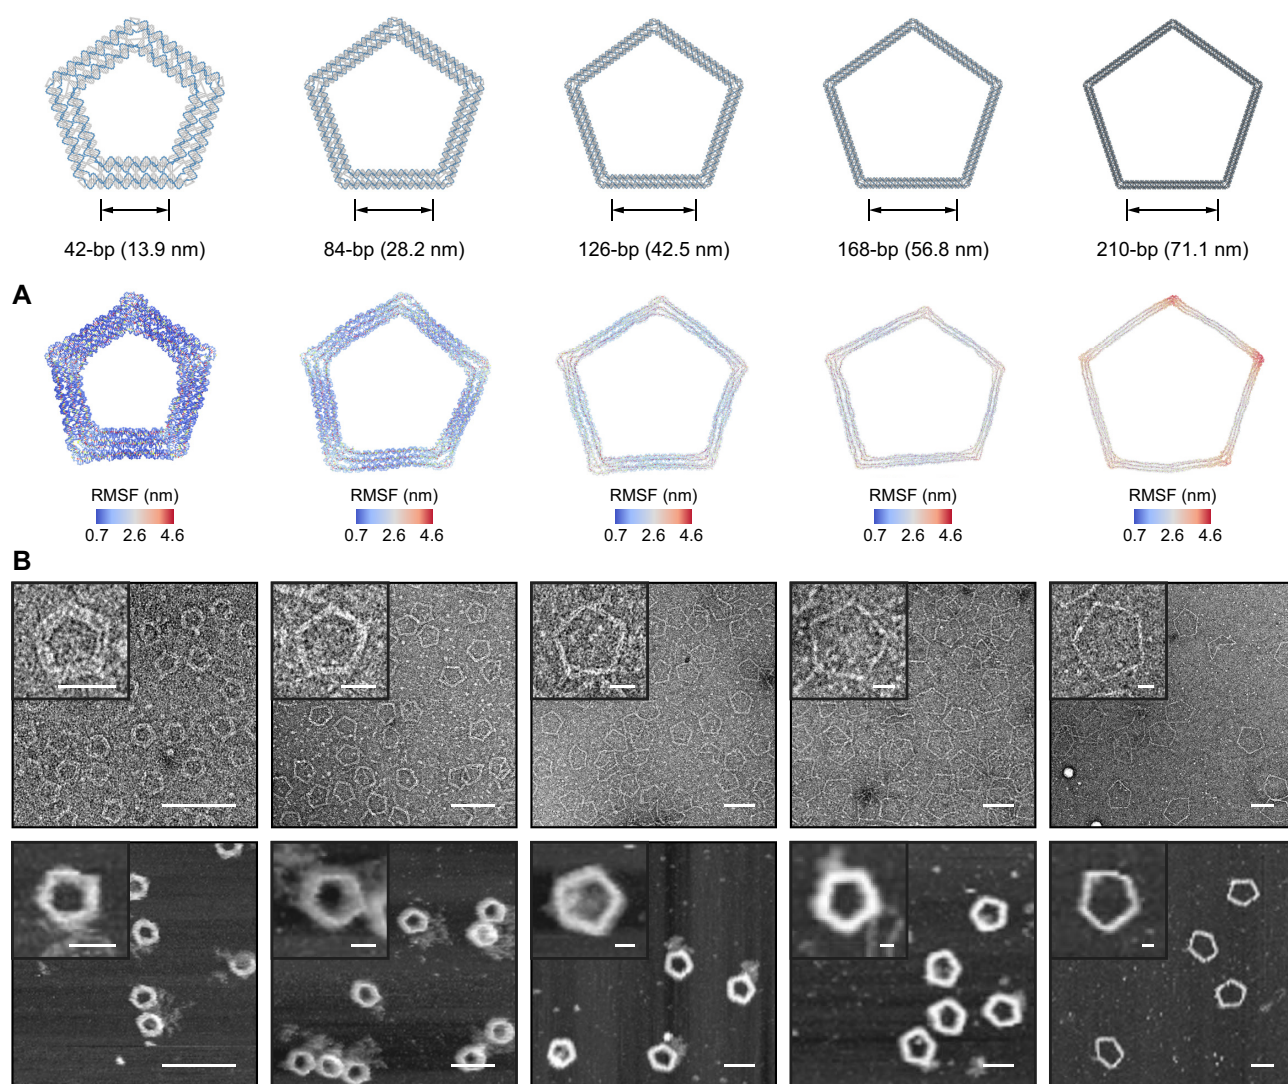 42-bp (13.9 nm)
84-bp (28.2 nm)
126-bp (42.5 nm)
168-bp (56.8 nm)
210-bp (71.1 nm)
A
RMSF (nm)
0.7 2.6 4.6
RMSF (nm)
0.7 2.6 4.6
RMSF (nm)
0.7 2.6 4.6
RMSF (nm)
0.7 2.6 4.6
RMSF (nm)
0.7 2.6 4.6
B